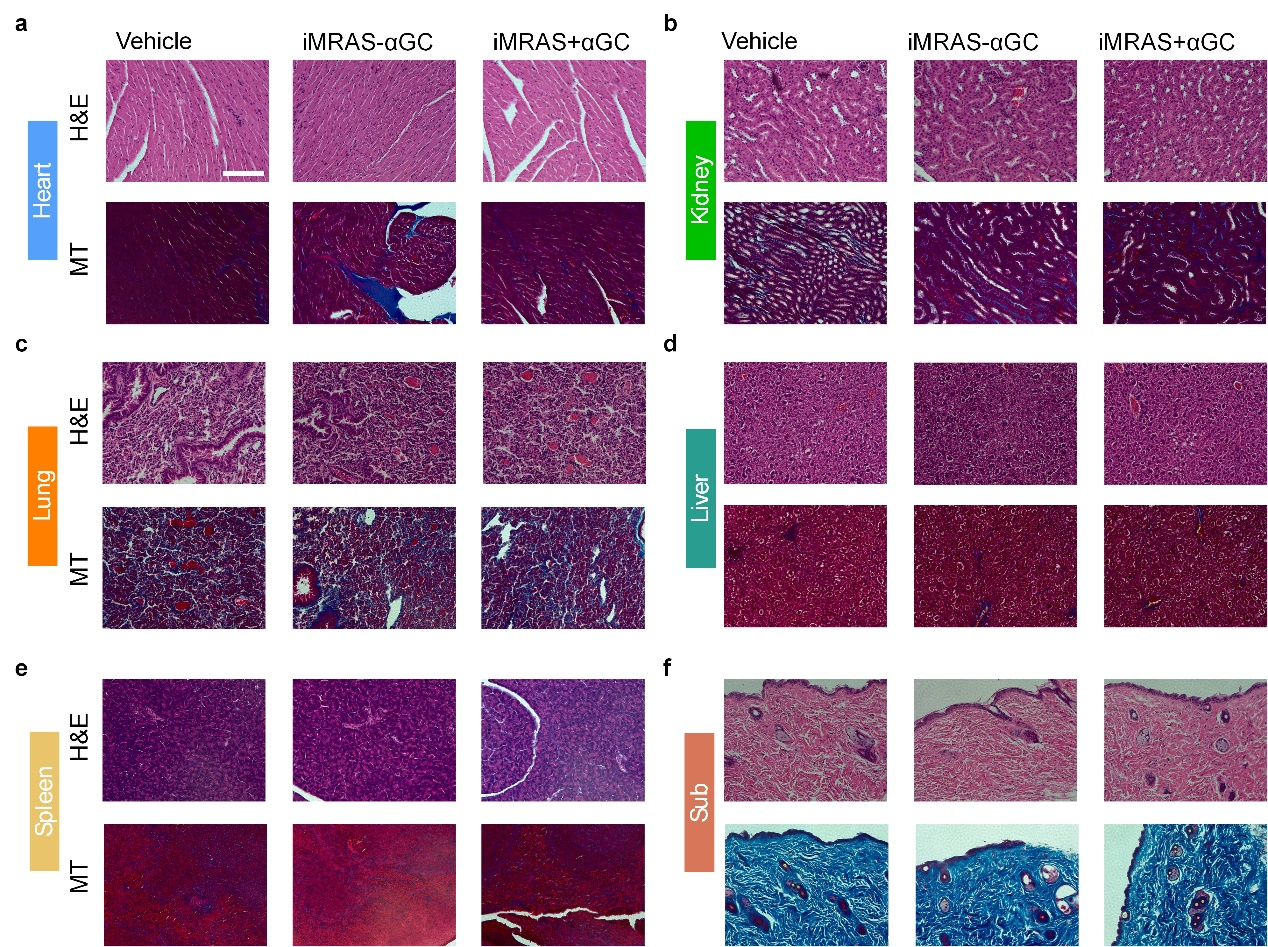 a
Vehicle iMRAS-αGC iMRAS+αGC
Heart
H&E
MT
b
Vehicle iMRAS-αGC iMRAS+αGC
Kidney
c
Lung
H&E
MT
d
Liver
e
Spleen
H&E
MT
f
Sub